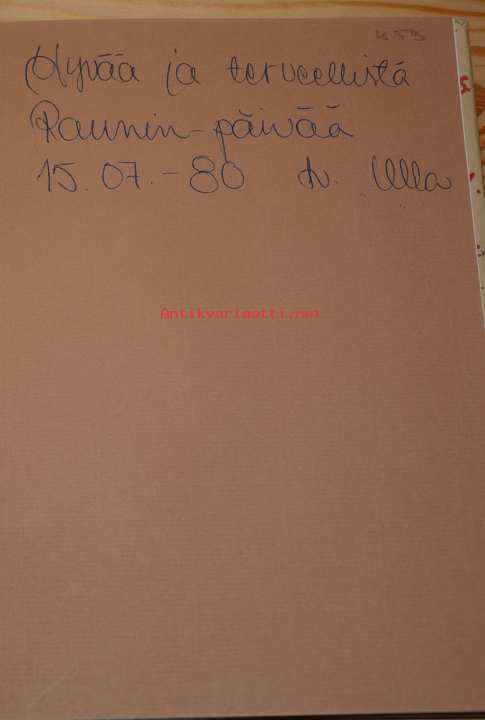 Hyvää ja terveellistä
Raunin-päivää
15.07.-80 t. Ulla
Antikvariaatti.net